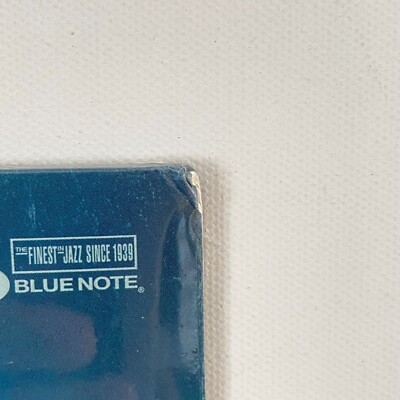 THE FINEST IN JAZZ SINCE 1939
BLUE NOTE®